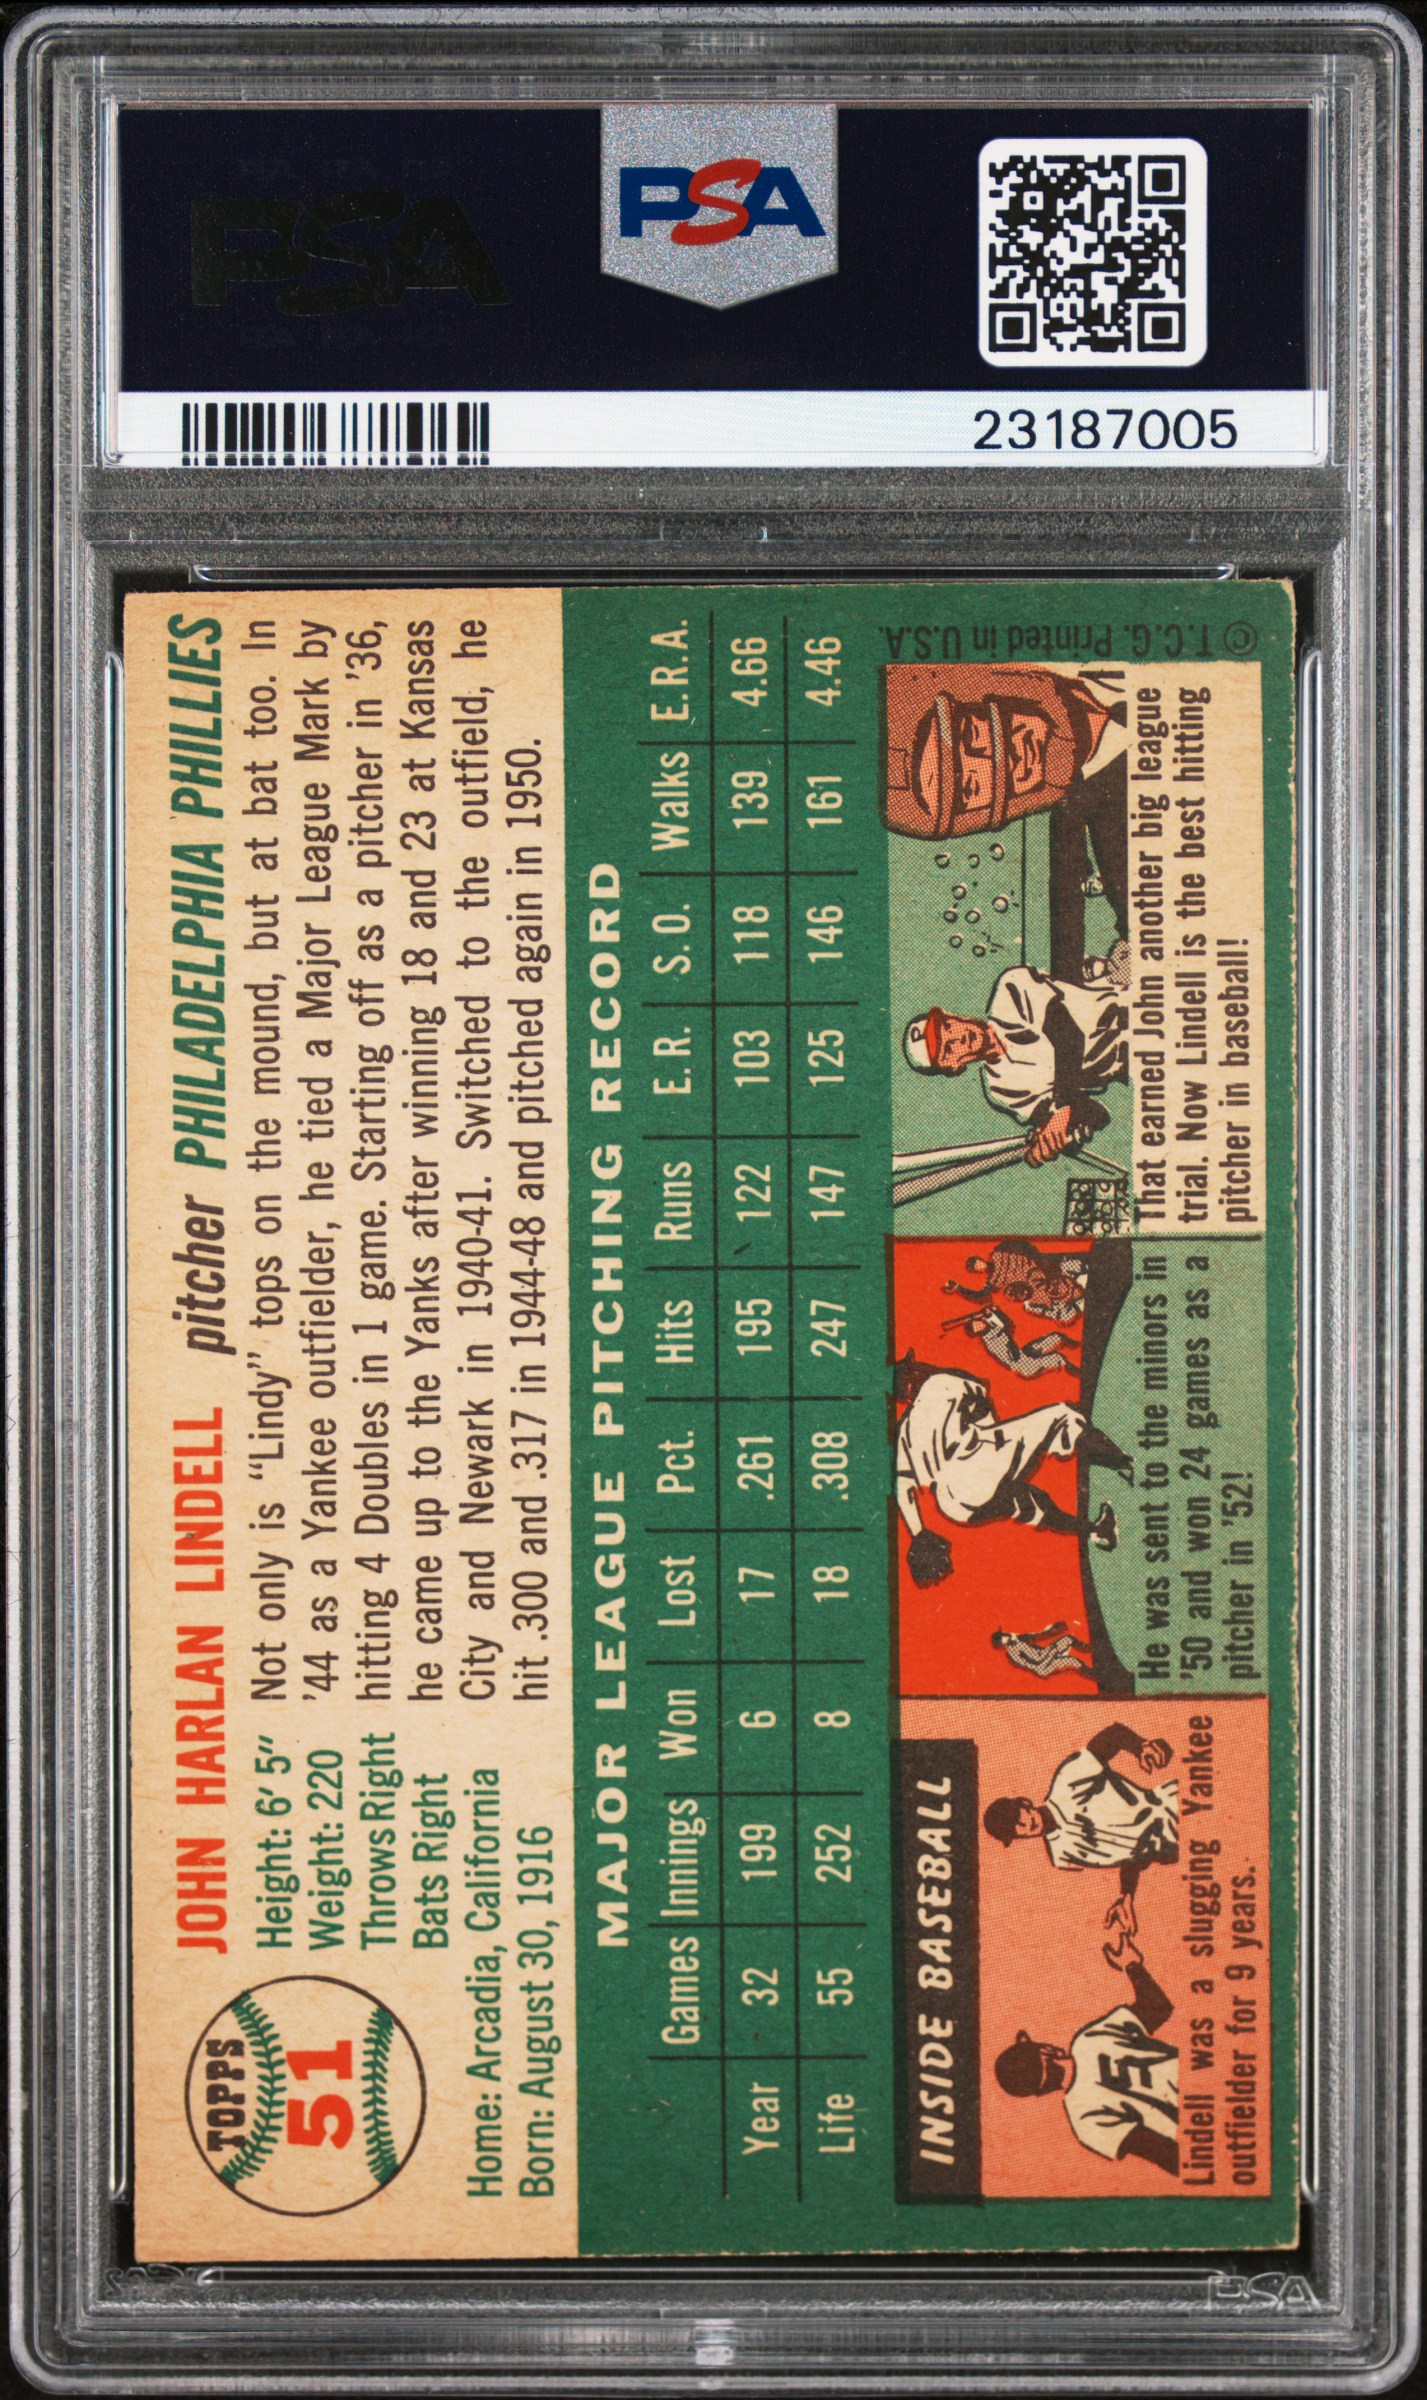 PSA
PSA
23187005
TOPPS
51
JOHN HARLAN LINDELL pitcher PHILADELPHIA PHILLIES
Height: 6' 5"
Weight: 220
Throws Right
Bats Right
Home: Arcadia, California
Born: August 30, 1916
Not only is "Lindy" tops on the mound, but at bat too. In
'44 as a Yankee outfielder, he tied a Major League Mark by
hitting 4 Doubles in 1 game. Starting off as a pitcher in '36,
he came up to the Yanks after winning 18 and 23 at Kansas
City and Newark in 1940-41. Switched to the outfield, he
hit .300 and .317 in 1944-48 and pitched again in 1950.
MAJOR LEAGUE PITCHING RECORD
Games Innings Won Lost Pct. Hits Runs E.R. S.O. Walks E.R.A.
Year 32 199 6 17 .261 195 122 103 118 139 4.66
Life 55 252 8 18 .308 247 147 125 146 161 4.46
INSIDE BASEBALL
Lindell was a slugging Yankee
outfielder for 9 years.
He was sent to the minors in
'50 and won 24 games as a
pitcher in '52!
P
That earned John another big league
trial. Now Lindell is the best hitting
pitcher in baseball!
© T.C.G. Printed in U.S.A.
PSA